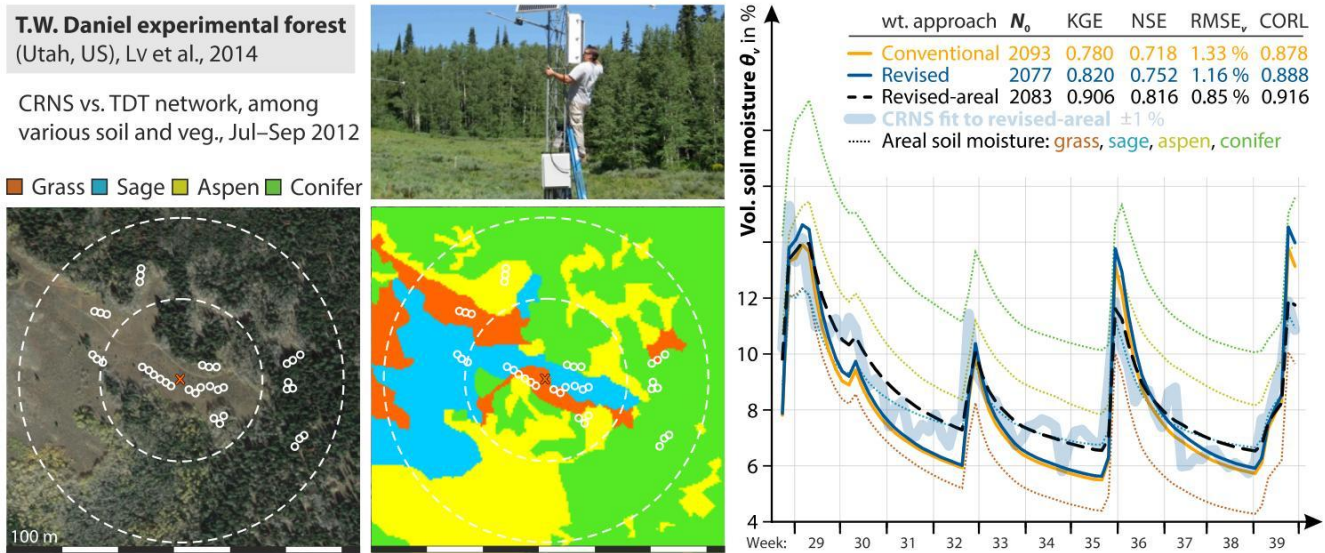 T.W. Daniel experimental forest
(Utah, US), Lv et al., 2014
CRNS vs. TDT network, among
various soil and veg., Jul–Sep 2012
Grass Sage Aspen Conifer
100 m
wt. approach N₀ KGE NSE RMSEᵥ CORL
Conventional 2093 0.780 0.718 1.33 % 0.878
Revised 2077 0.820 0.752 1.16 % 0.888
Revised-areal 2083 0.906 0.816 0.85 % 0.916
CRNS fit to revised-areal ±1 %
Areal soil moisture: grass, sage, aspen, conifer
Vol. soil moisture θᵥ in %
12
10
8
6
4
Week: 29 30 31 32 33 34 35 36 37 38 39